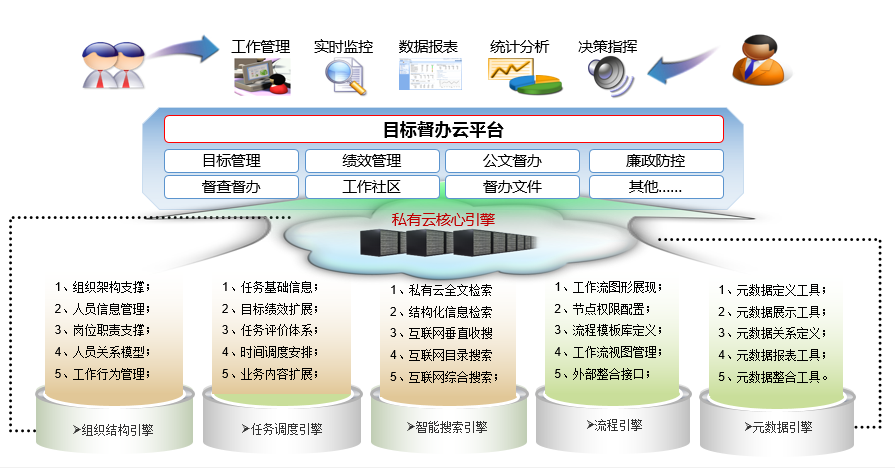 工作管理 实时监控 数据报表 统计分析 决策指挥
目标督办云平台
目标管理 绩效管理 公文督办 廉政防控
督查督办 工作社区 督办文件 其他……
私有云核心引擎
1、组织架构支撑；
2、人员信息管理；
3、岗位职责支撑；
4、人员关系模型；
5、工作行为管理；
➢组织结构引擎
1、任务基础信息；
2、目标绩效扩展；
3、任务评价体系；
4、时间调度安排；
5、业务内容扩展；
➢任务调度引擎
1、私有云全文检索
2、结构化信息检索
3、互联网垂直收搜
4、互联网目录搜索
5、互联网综合搜索；
➢智能搜索引擎
1、工作流图形展现；
2、节点权限配置；
3、流程模板库定义；
4、工作流视图管理；
5、外部整合接口；
➢流程引擎
1、元数据定义工具；
2、元数据展示工具；
3、元数据关系定义；
4、元数据报表工具；
5、元数据整合工具。
➢元数据引擎